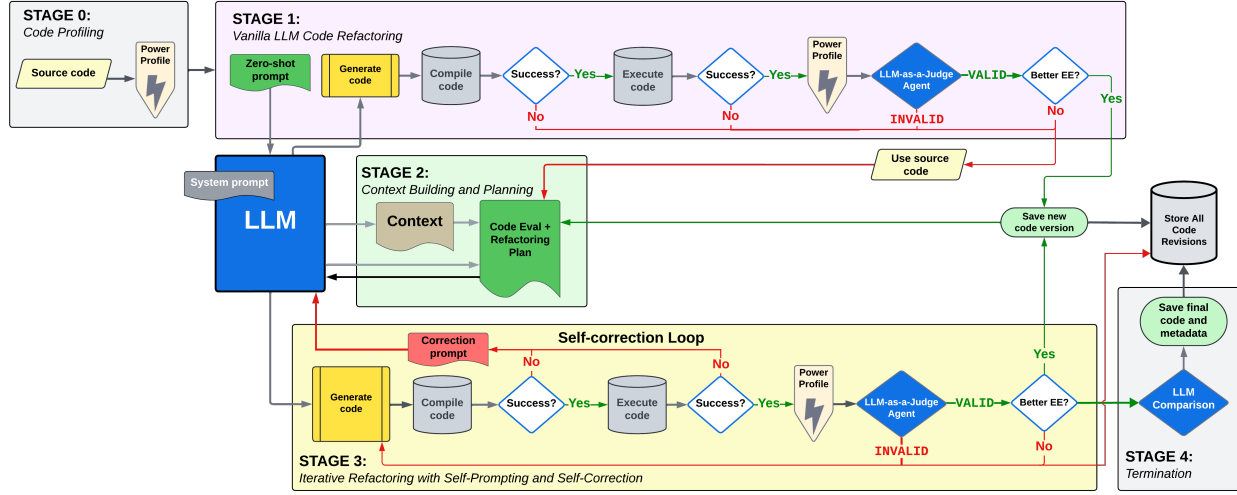 STAGE 0:
Code Profiling
Source code
Power
Profile
STAGE 1:
Vanilla LLM Code Refactoring
Zero-shot
prompt
Generate
code
Compile
code
Success?
Yes
No
Execute
code
Success?
Yes
No
Power
Profile
LLM-as-a-Judge
Agent
VALID
INVALID
Better EE?
Yes
No
Use source
code
System prompt
LLM
STAGE 2:
Context Building and Planning
Context
Code Eval +
Refactoring
Plan
Save new
code version
Store All
Code
Revisions
Self-correction Loop
Correction
prompt
Generate
code
Compile
code
No
Success?
Yes
Execute
code
No
Success?
Yes
Power
Profile
LLM-as-a-Judge
Agent
VALID
INVALID
Yes
Better EE?
No
STAGE 3:
Iterative Refactoring with Self-Prompting and Self-Correction
Save final
code and
metadata
LLM
Comparison
STAGE 4:
Termination